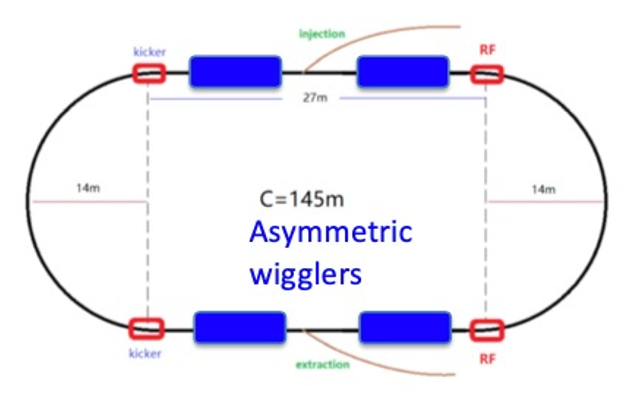 injection
kicker
RF
27m
14m
14m
C=145m
Asymmetric
wigglers
kicker
extraction
RF